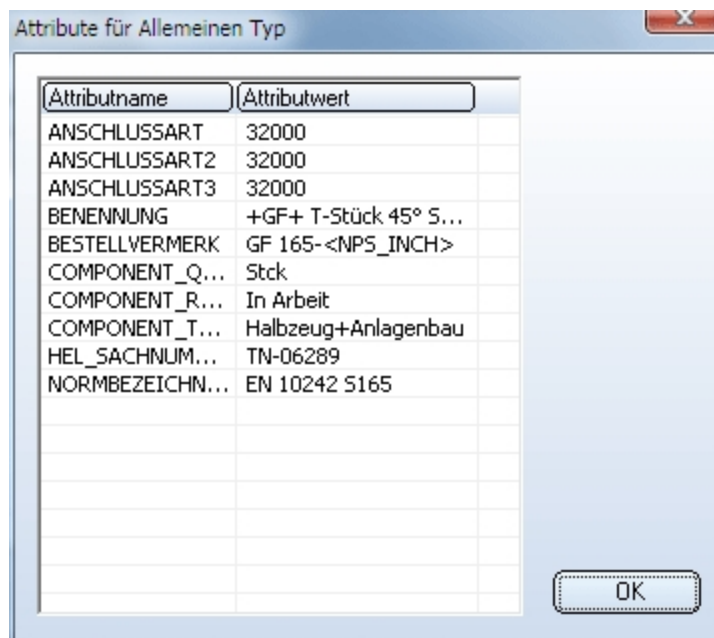 Attribute für Allemeinen Typ
Attributname Attributwert
ANSCHLUSSART 32000
ANSCHLUSSART2 32000
ANSCHLUSSART3 32000
BENENNUNG +GF+ T-Stück 45° S...
BESTELLVERMERK GF 165-<NPS_INCH>
COMPONENT_Q... Stck
COMPONENT_R... In Arbeit
COMPONENT_T... Halbzeug+Anlagenbau
HEL_SACHNUM... TN-06289
NORMBEZEICHN... EN 10242 S165
OK